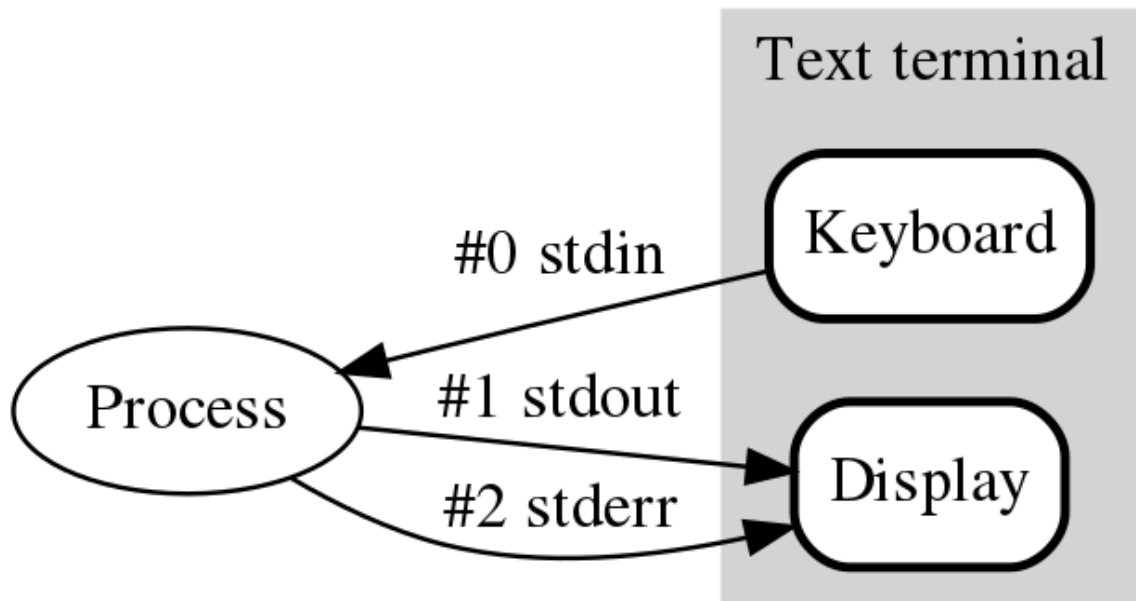 Text terminal
Keyboard
#0 stdin
Process
#1 stdout
Display
#2 stderr